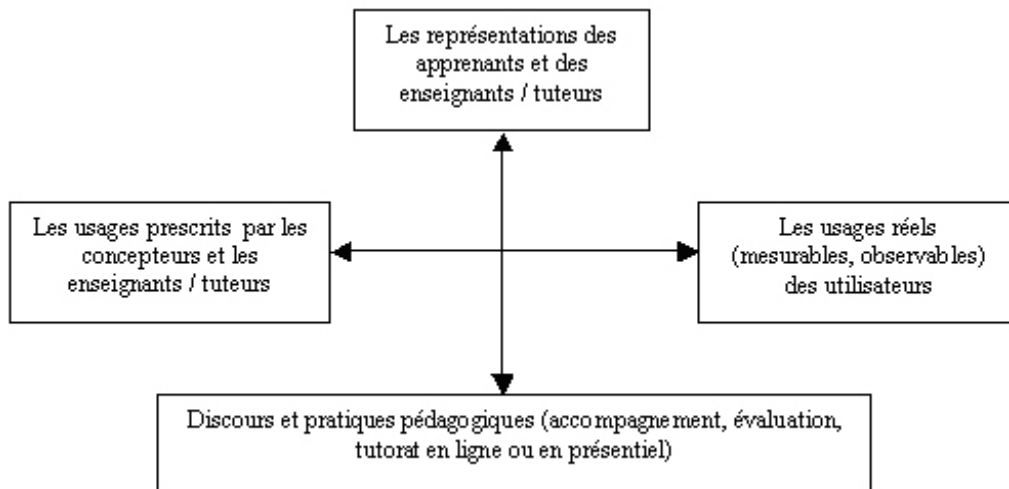 Les représentations des
apprenants et des
enseignants / tuteurs
Les usages prescrits par les
concepteurs et les
enseignants / tuteurs
Les usages réels
(mesurables, observables)
des utilisateurs
Discours et pratiques pédagogiques (accompagnement, évaluation,
tutorat en ligne ou en présentiel)